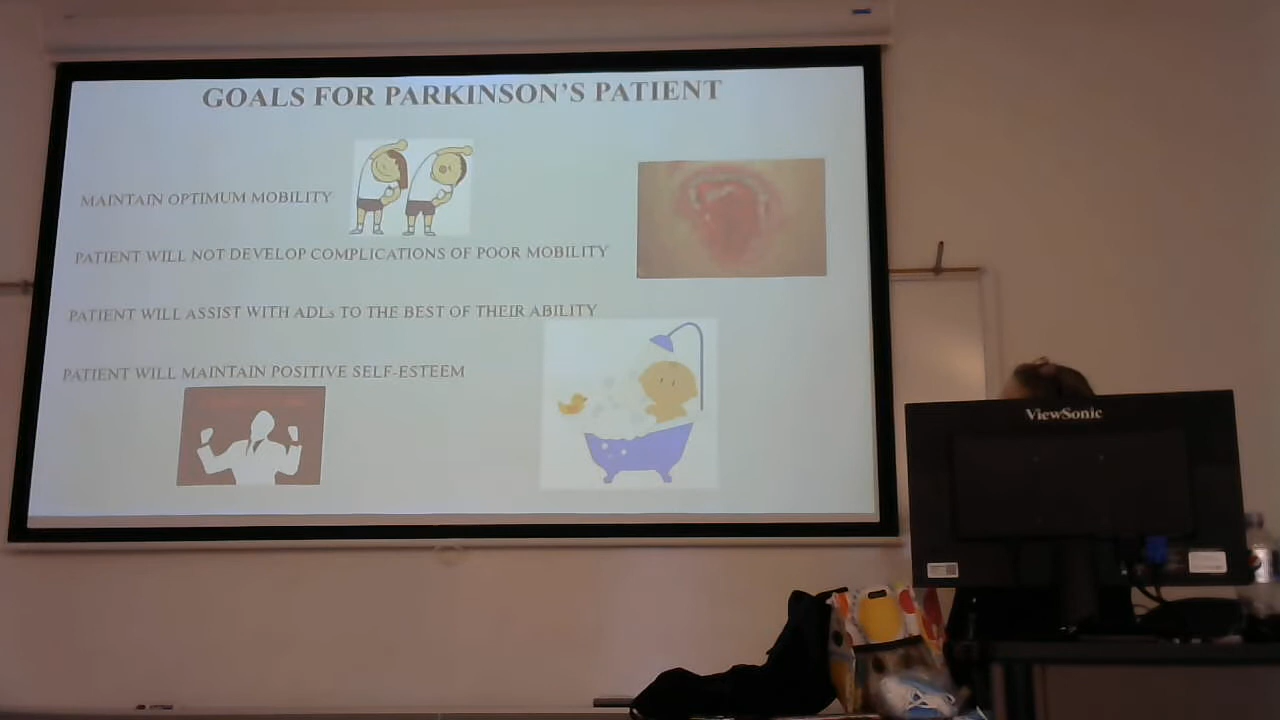 GOALS FOR PARKINSON'S PATIENT
MAINTAIN OPTIMUM MOBILITY
PATIENT WILL NOT DEVELOP COMPLICATIONS OF POOR MOBILITY
PATIENT WILL ASSIST WITH ADLs TO THE BEST OF THEIR ABILITY
PATIENT WILL MAINTAIN POSITIVE SELF-ESTEEM
ViewSonic